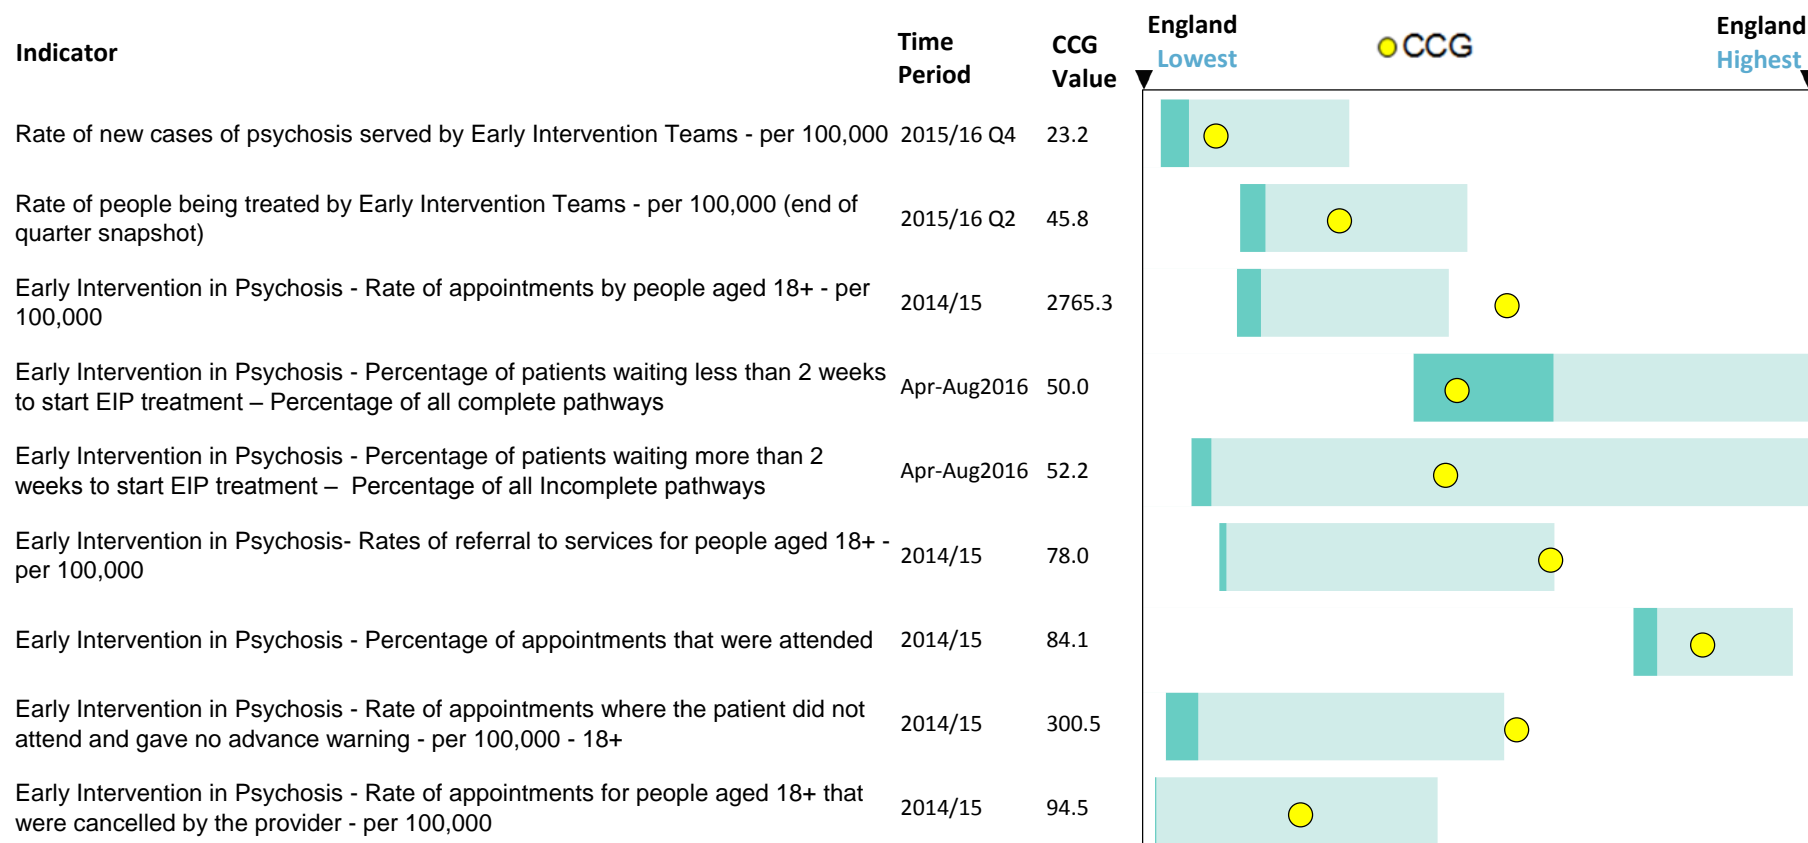 Indicator
Time Period
CCG Value
England Lowest
CCG
England Highest
Rate of new cases of psychosis served by Early Intervention Teams - per 100,000 2015/16 Q4 23.2
Rate of people being treated by Early Intervention Teams - per 100,000 (end of
quarter snapshot)
2015/16 Q2 45.8
Early Intervention in Psychosis - Rate of appointments by people aged 18+ - per
100,000
2014/15 2765.3
Early Intervention in Psychosis - Percentage of patients waiting less than 2 weeks
to start EIP treatment – Percentage of all complete pathways
Apr-Aug2016 50.0
Early Intervention in Psychosis - Percentage of patients waiting more than 2
weeks to start EIP treatment – Percentage of all Incomplete pathways
Apr-Aug2016 52.2
Early Intervention in Psychosis- Rates of referral to services for people aged 18+ -
per 100,000
2014/15 78.0
Early Intervention in Psychosis - Percentage of appointments that were attended 2014/15 84.1
Early Intervention in Psychosis - Rate of appointments where the patient did not
attend and gave no advance warning - per 100,000 - 18+
2014/15 300.5
Early Intervention in Psychosis - Rate of appointments for people aged 18+ that
were cancelled by the provider - per 100,000
2014/15 94.5